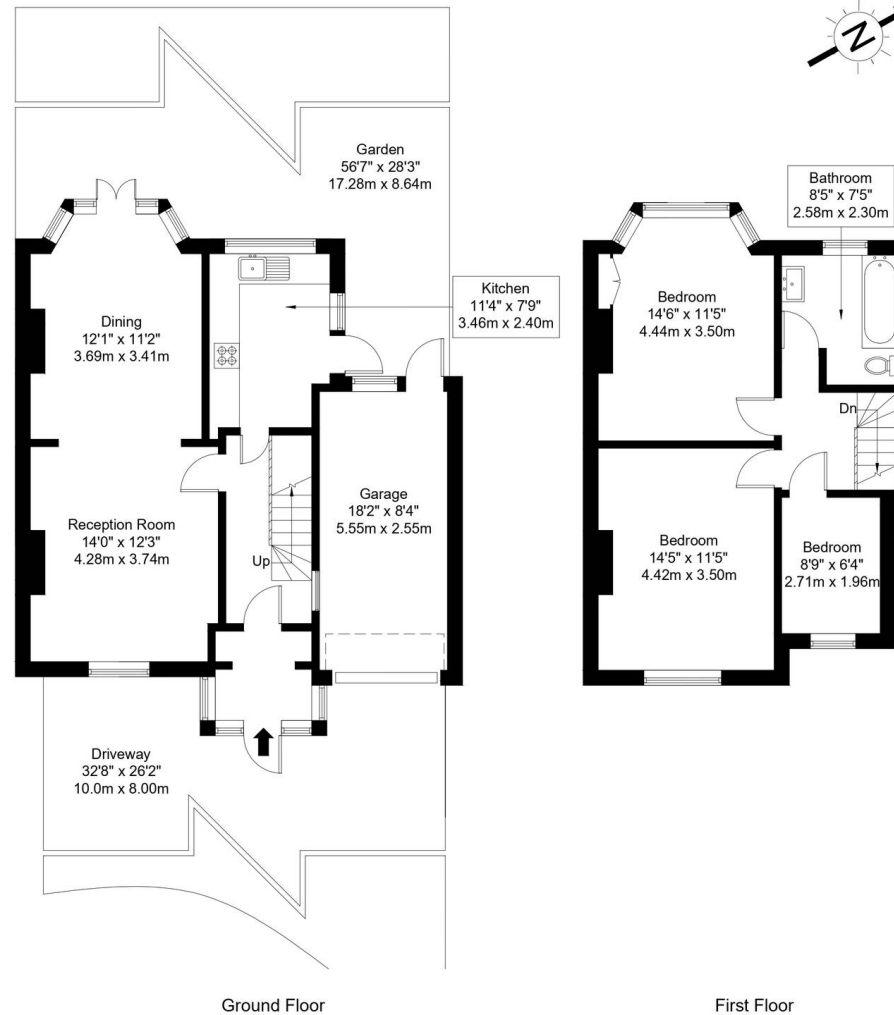 N
Garden
56'7" x 28'3"
17.28m x 8.64m
Bathroom
8'5" x 7'5"
2.58m x 2.30m
Kitchen
11'4" x 7'9"
3.46m x 2.40m
Dining
12'1" x 11'2"
3.69m x 3.41m
Bedroom
14'6" x 11'5"
4.44m x 3.50m
Dn
Reception Room
14'0" x 12'3"
4.28m x 3.74m
Up
Garage
18'2" x 8'4"
5.55m x 2.55m
Bedroom
14'5" x 11'5"
4.42m x 3.50m
Bedroom
8'9" x 6'4"
2.71m x 1.96m
Driveway
32'8" x 26'2"
10.0m x 8.00m
Ground Floor
First Floor